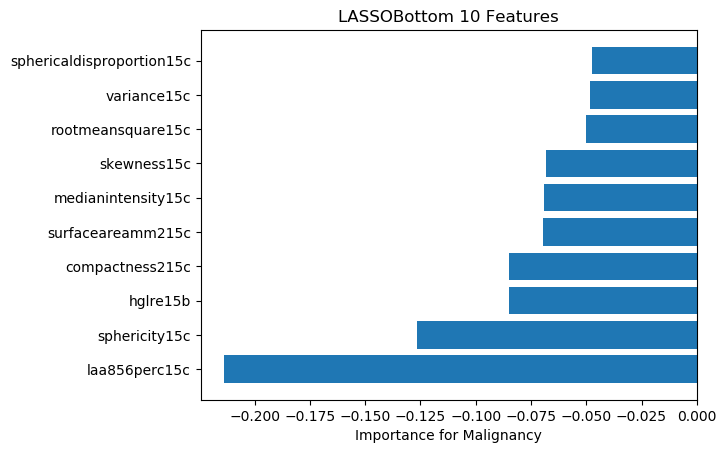 LASSOBottom 10 Features
sphericaldisproportion15c
variance15c
rootmeansquare15c
skewness15c
medianintensity15c
surfaceareamm215c
compactness215c
hglre15b
sphericity15c
laa856perc15c
−0.200 −0.175 −0.150 −0.125 −0.100 −0.075 −0.050 −0.025 0.000
Importance for Malignancy